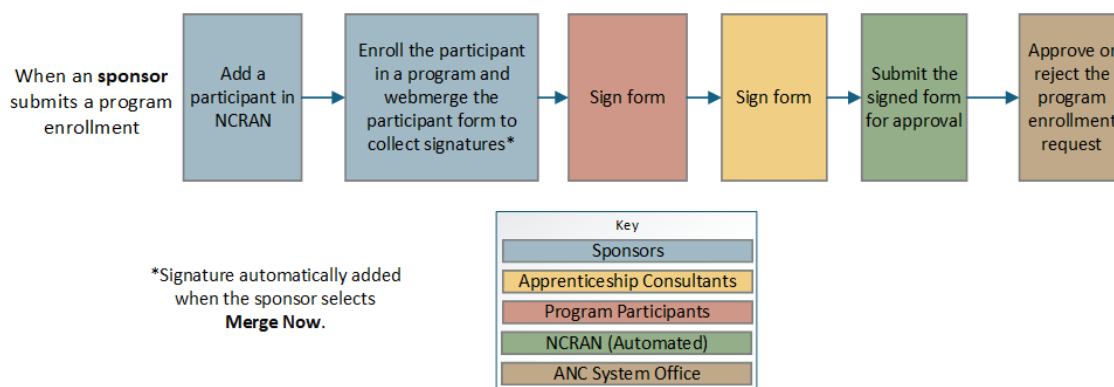 When an sponsor
submits a program
enrollment
Add a
participant in
NCRAN
Enroll the participant
in a program and
webmerge the
participant form to
collect signatures*
Sign form
Sign form
Submit the
signed form
for approval
Approve or
reject the
program
enrollment
request
*Signature automatically added
when the sponsor selects
Merge Now.
Key
Sponsors
Apprenticeship Consultants
Program Participants
NCRAN (Automated)
ANC System Office